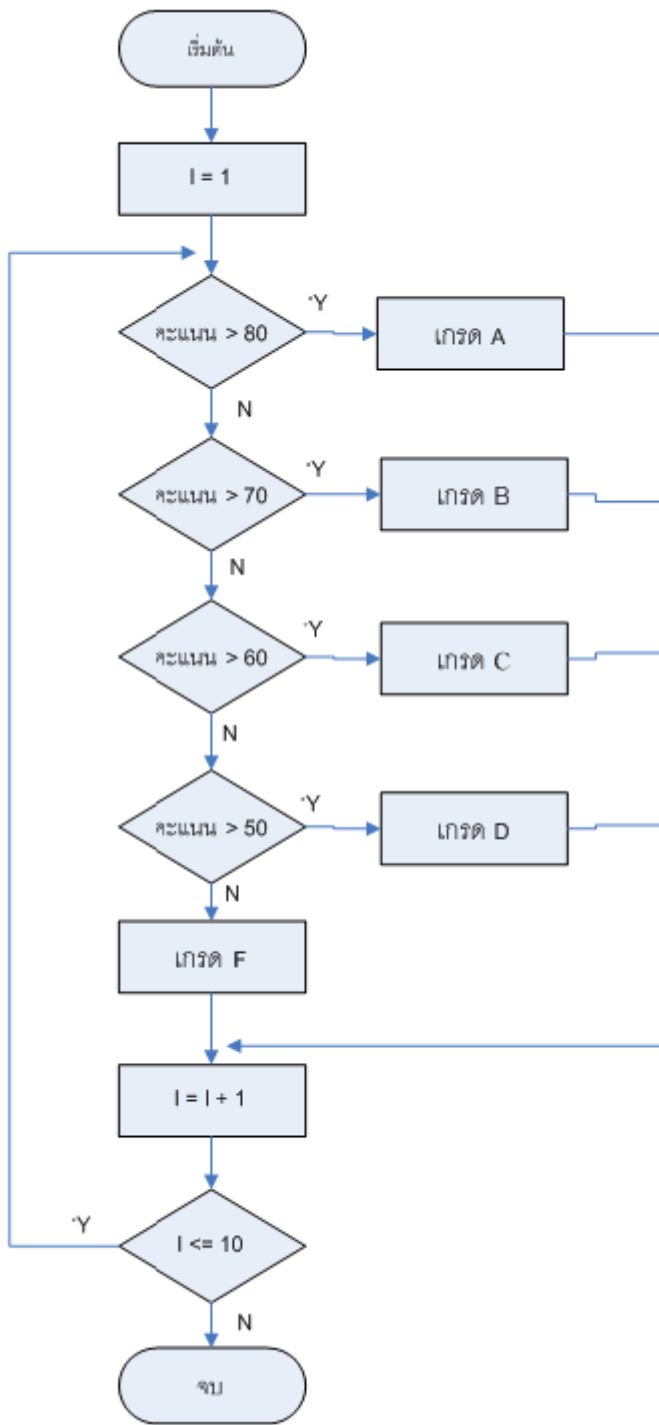 เริ่มต้น
I = 1
คะแนน > 80
Y
เกรด A
N
คะแนน > 70
Y
เกรด B
N
คะแนน > 60
Y
เกรด C
N
คะแนน > 50
Y
เกรด D
N
เกรด F
I = I + 1
Y
I <= 10
N
จบ